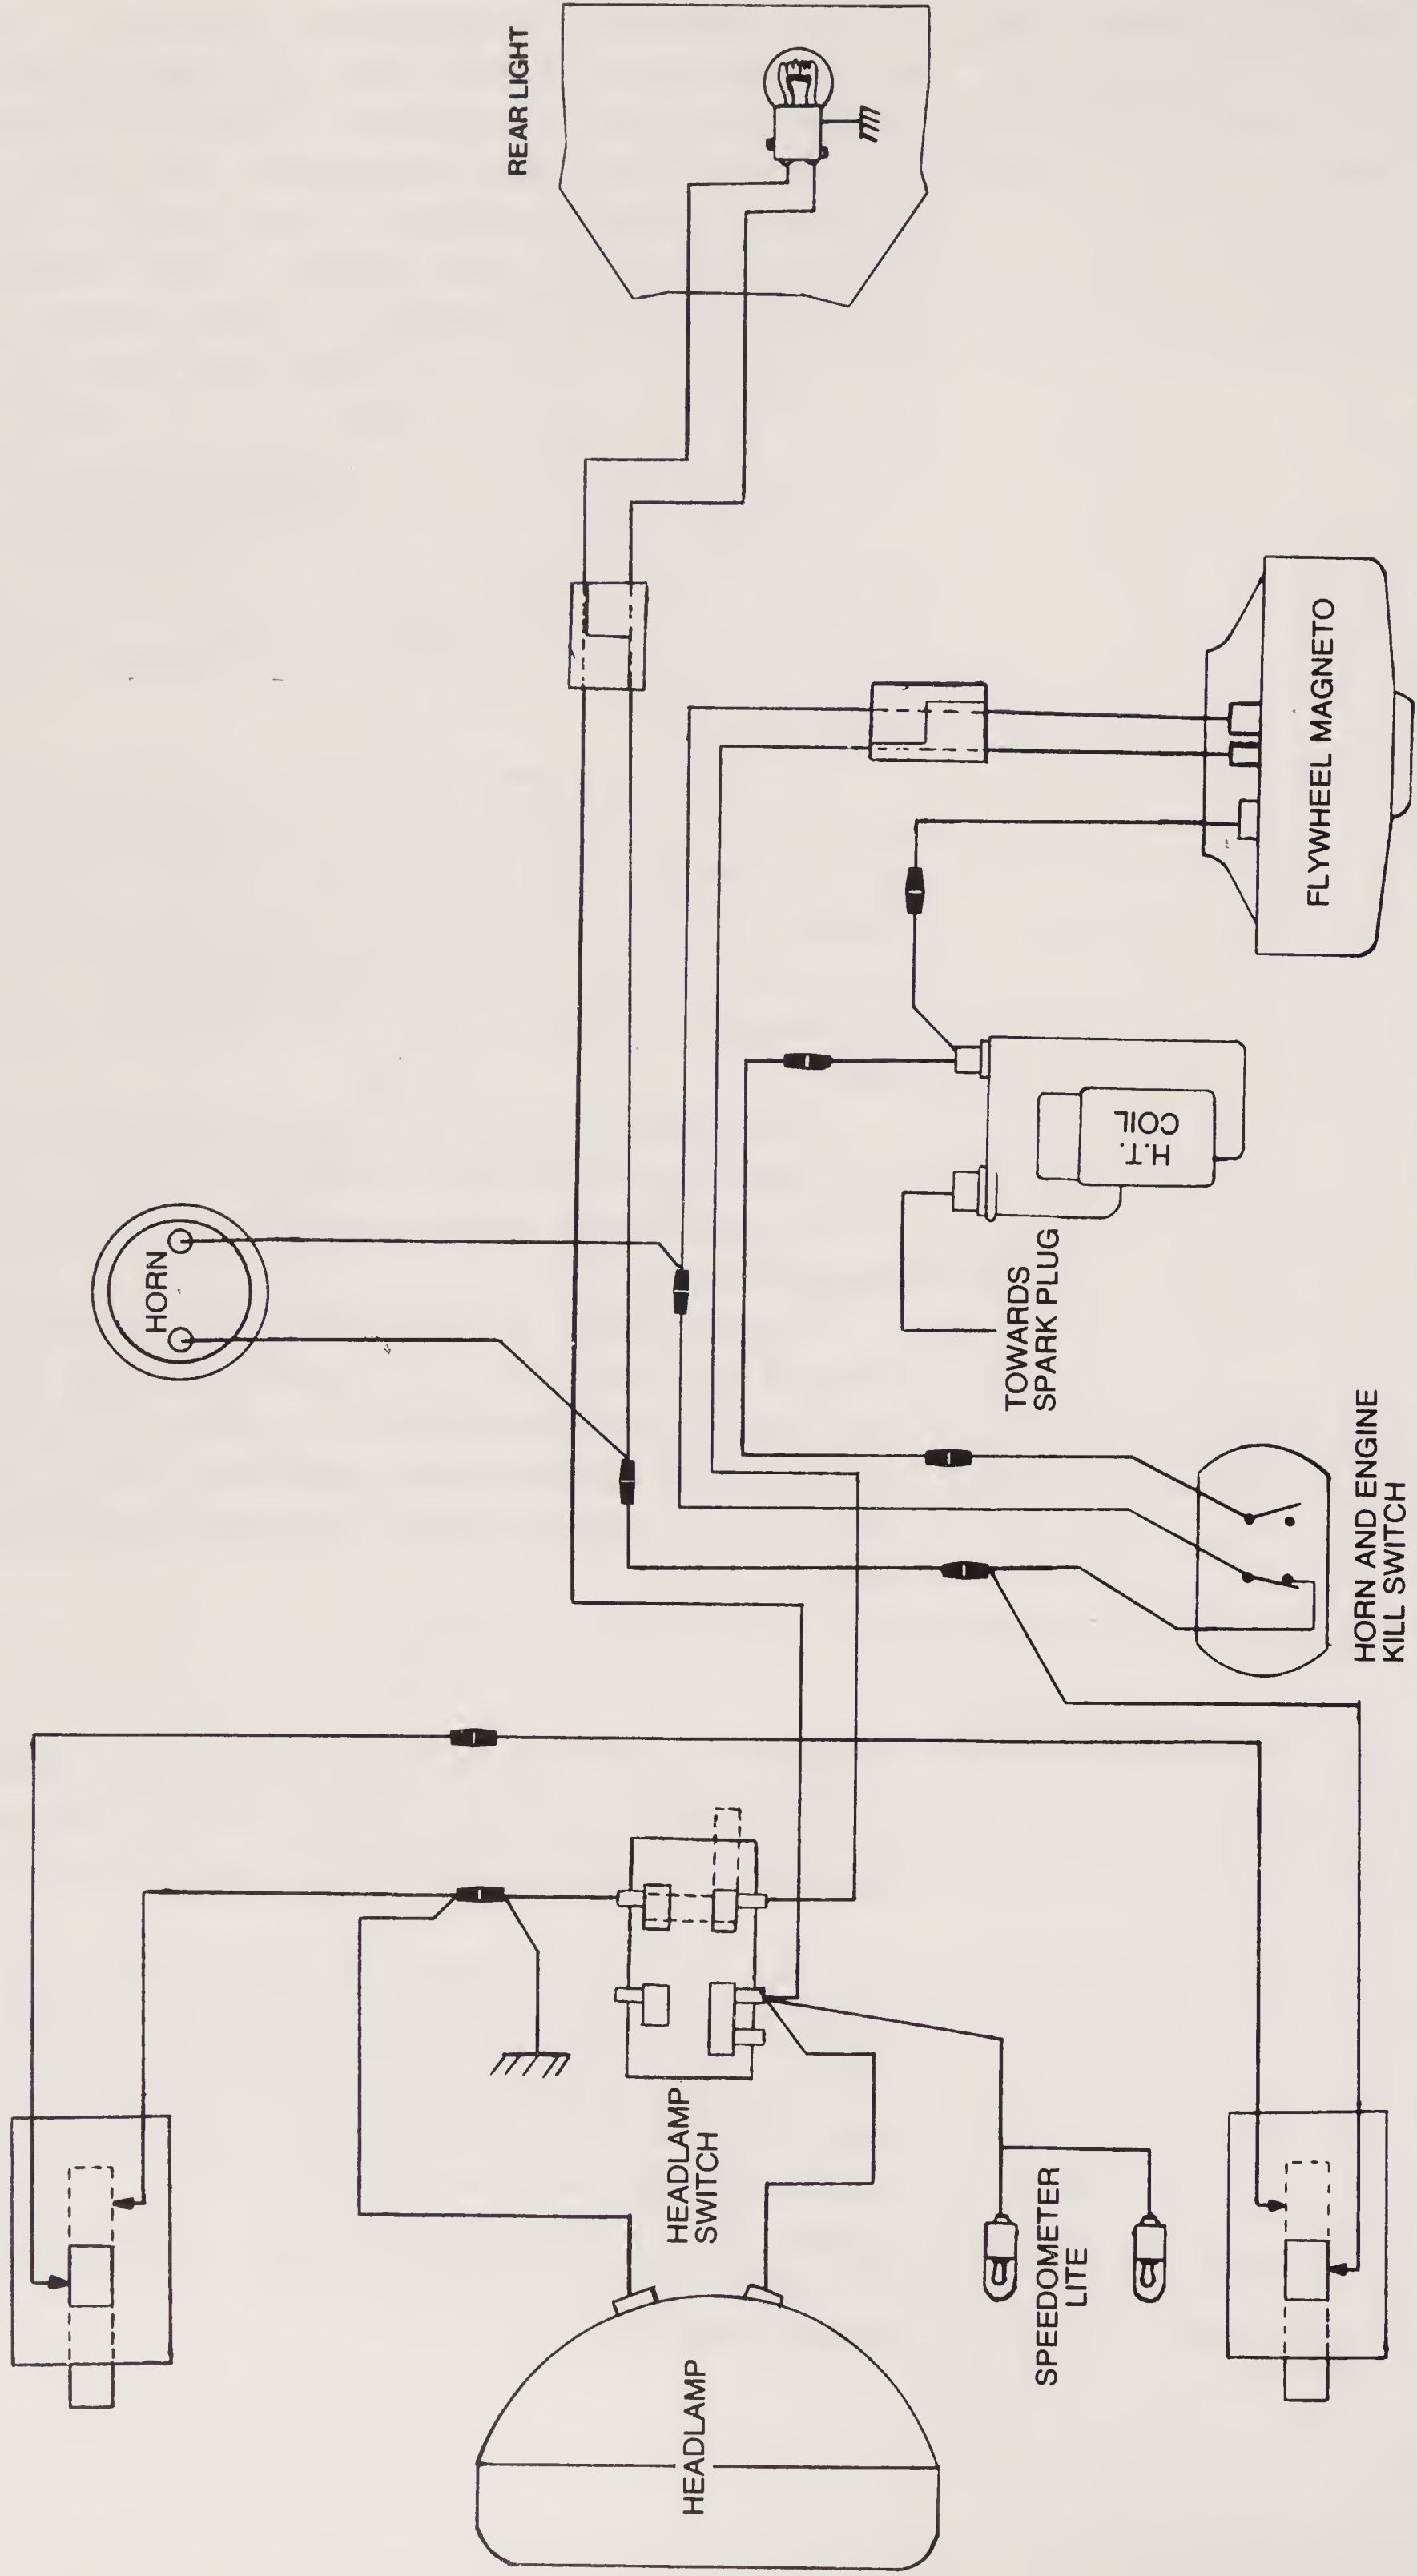 REAR LIGHT
FLYWHEEL MAGNETO
HORN
H.T.
COIL
TOWARDS
SPARK PLUG
HORN AND ENGINE
KILL SWITCH
HEADLAMP
SWITCH
SPEEDOMETER
LITE
HEADLAMP